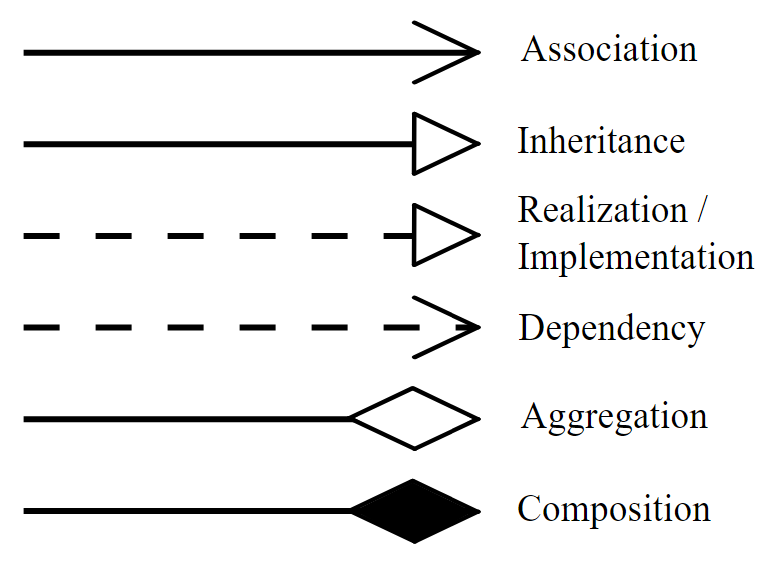 Association
Inheritance
Realization /
Implementation
Dependency
Aggregation
Composition